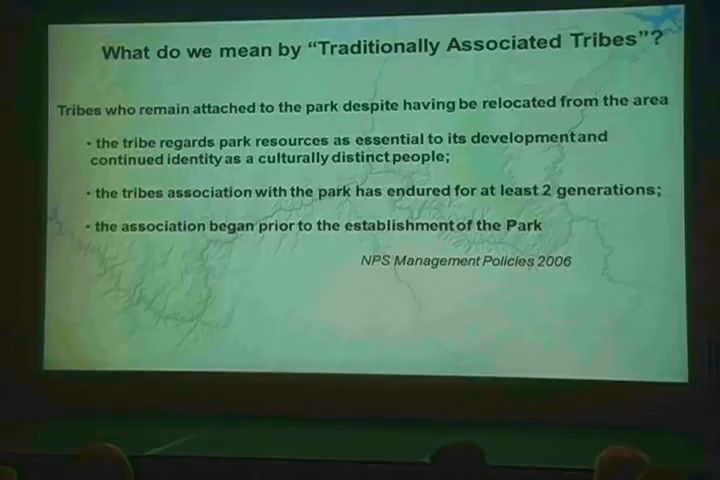 What do we mean by “Traditionally Associated Tribes”?
Tribes who remain attached to the park despite having be relocated from the area
• the tribe regards park resources as essential to its development and
continued identity as a culturally distinct people;
• the tribes association with the park has endured for at least 2 generations;
• the association began prior to the establishment of the Park
NPS Management Policies 2006